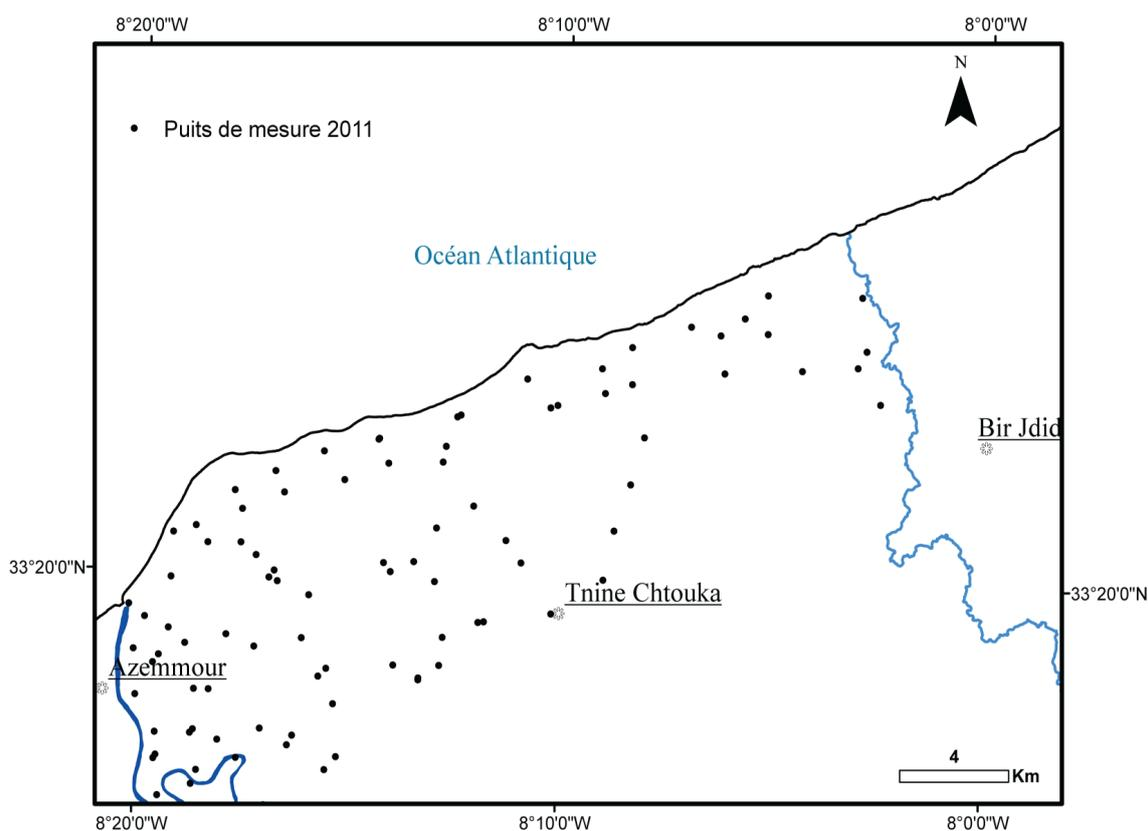 8°20'0"W 8°10'0"W 8°0'0"W
N
Puits de mesure 2011
Océan Atlantique
Bir Jdid
33°20'0"N
Tnine Chtouka
33°20'0"N
Azemmour
4
Km
8°20'0"W 8°10'0"W 8°0'0"W